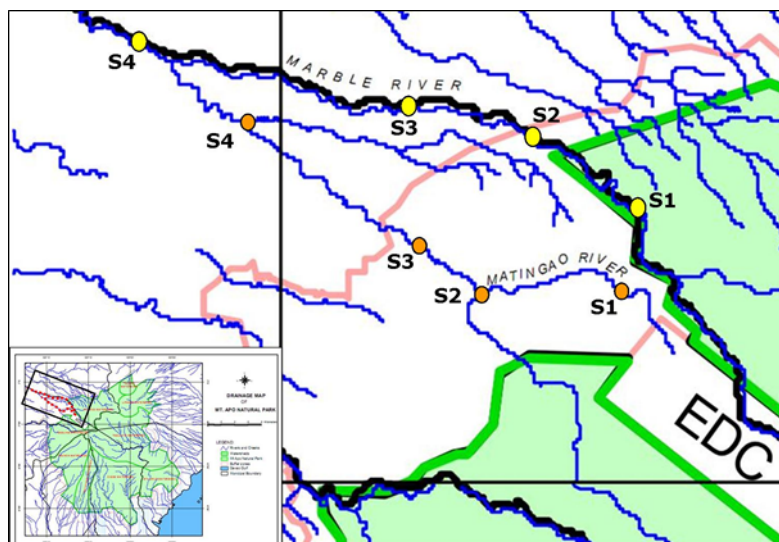 MARBLE RIVER
S4
S3
S2
S4
S1
S3
MATINGAO RIVER
S2
S1
EDC
DRAINAGE MAP
OF
MT. APO NATURAL PARK
LEGEND